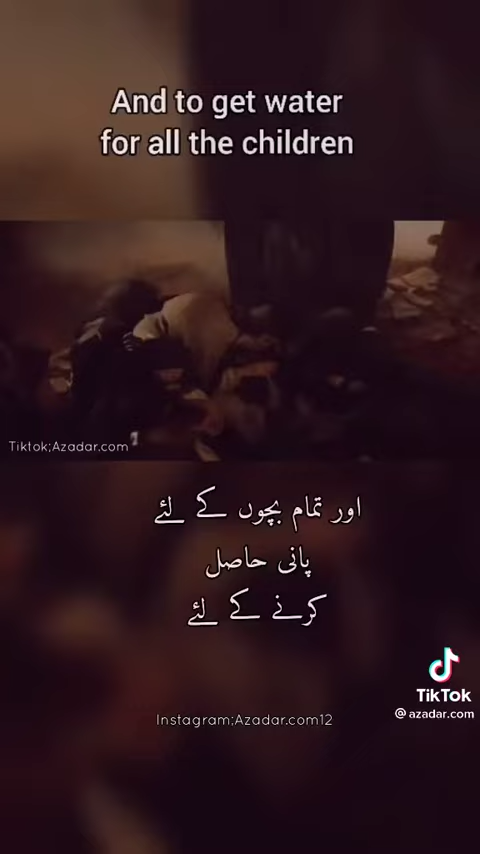 And to get water
for all the children
Tiktok;Azadar.com
اور تمام بچوں کے لئے
پانی حاصل
کرنے کے لئے
TikTok
@ azadar.com
Instagram;Azadar.com12